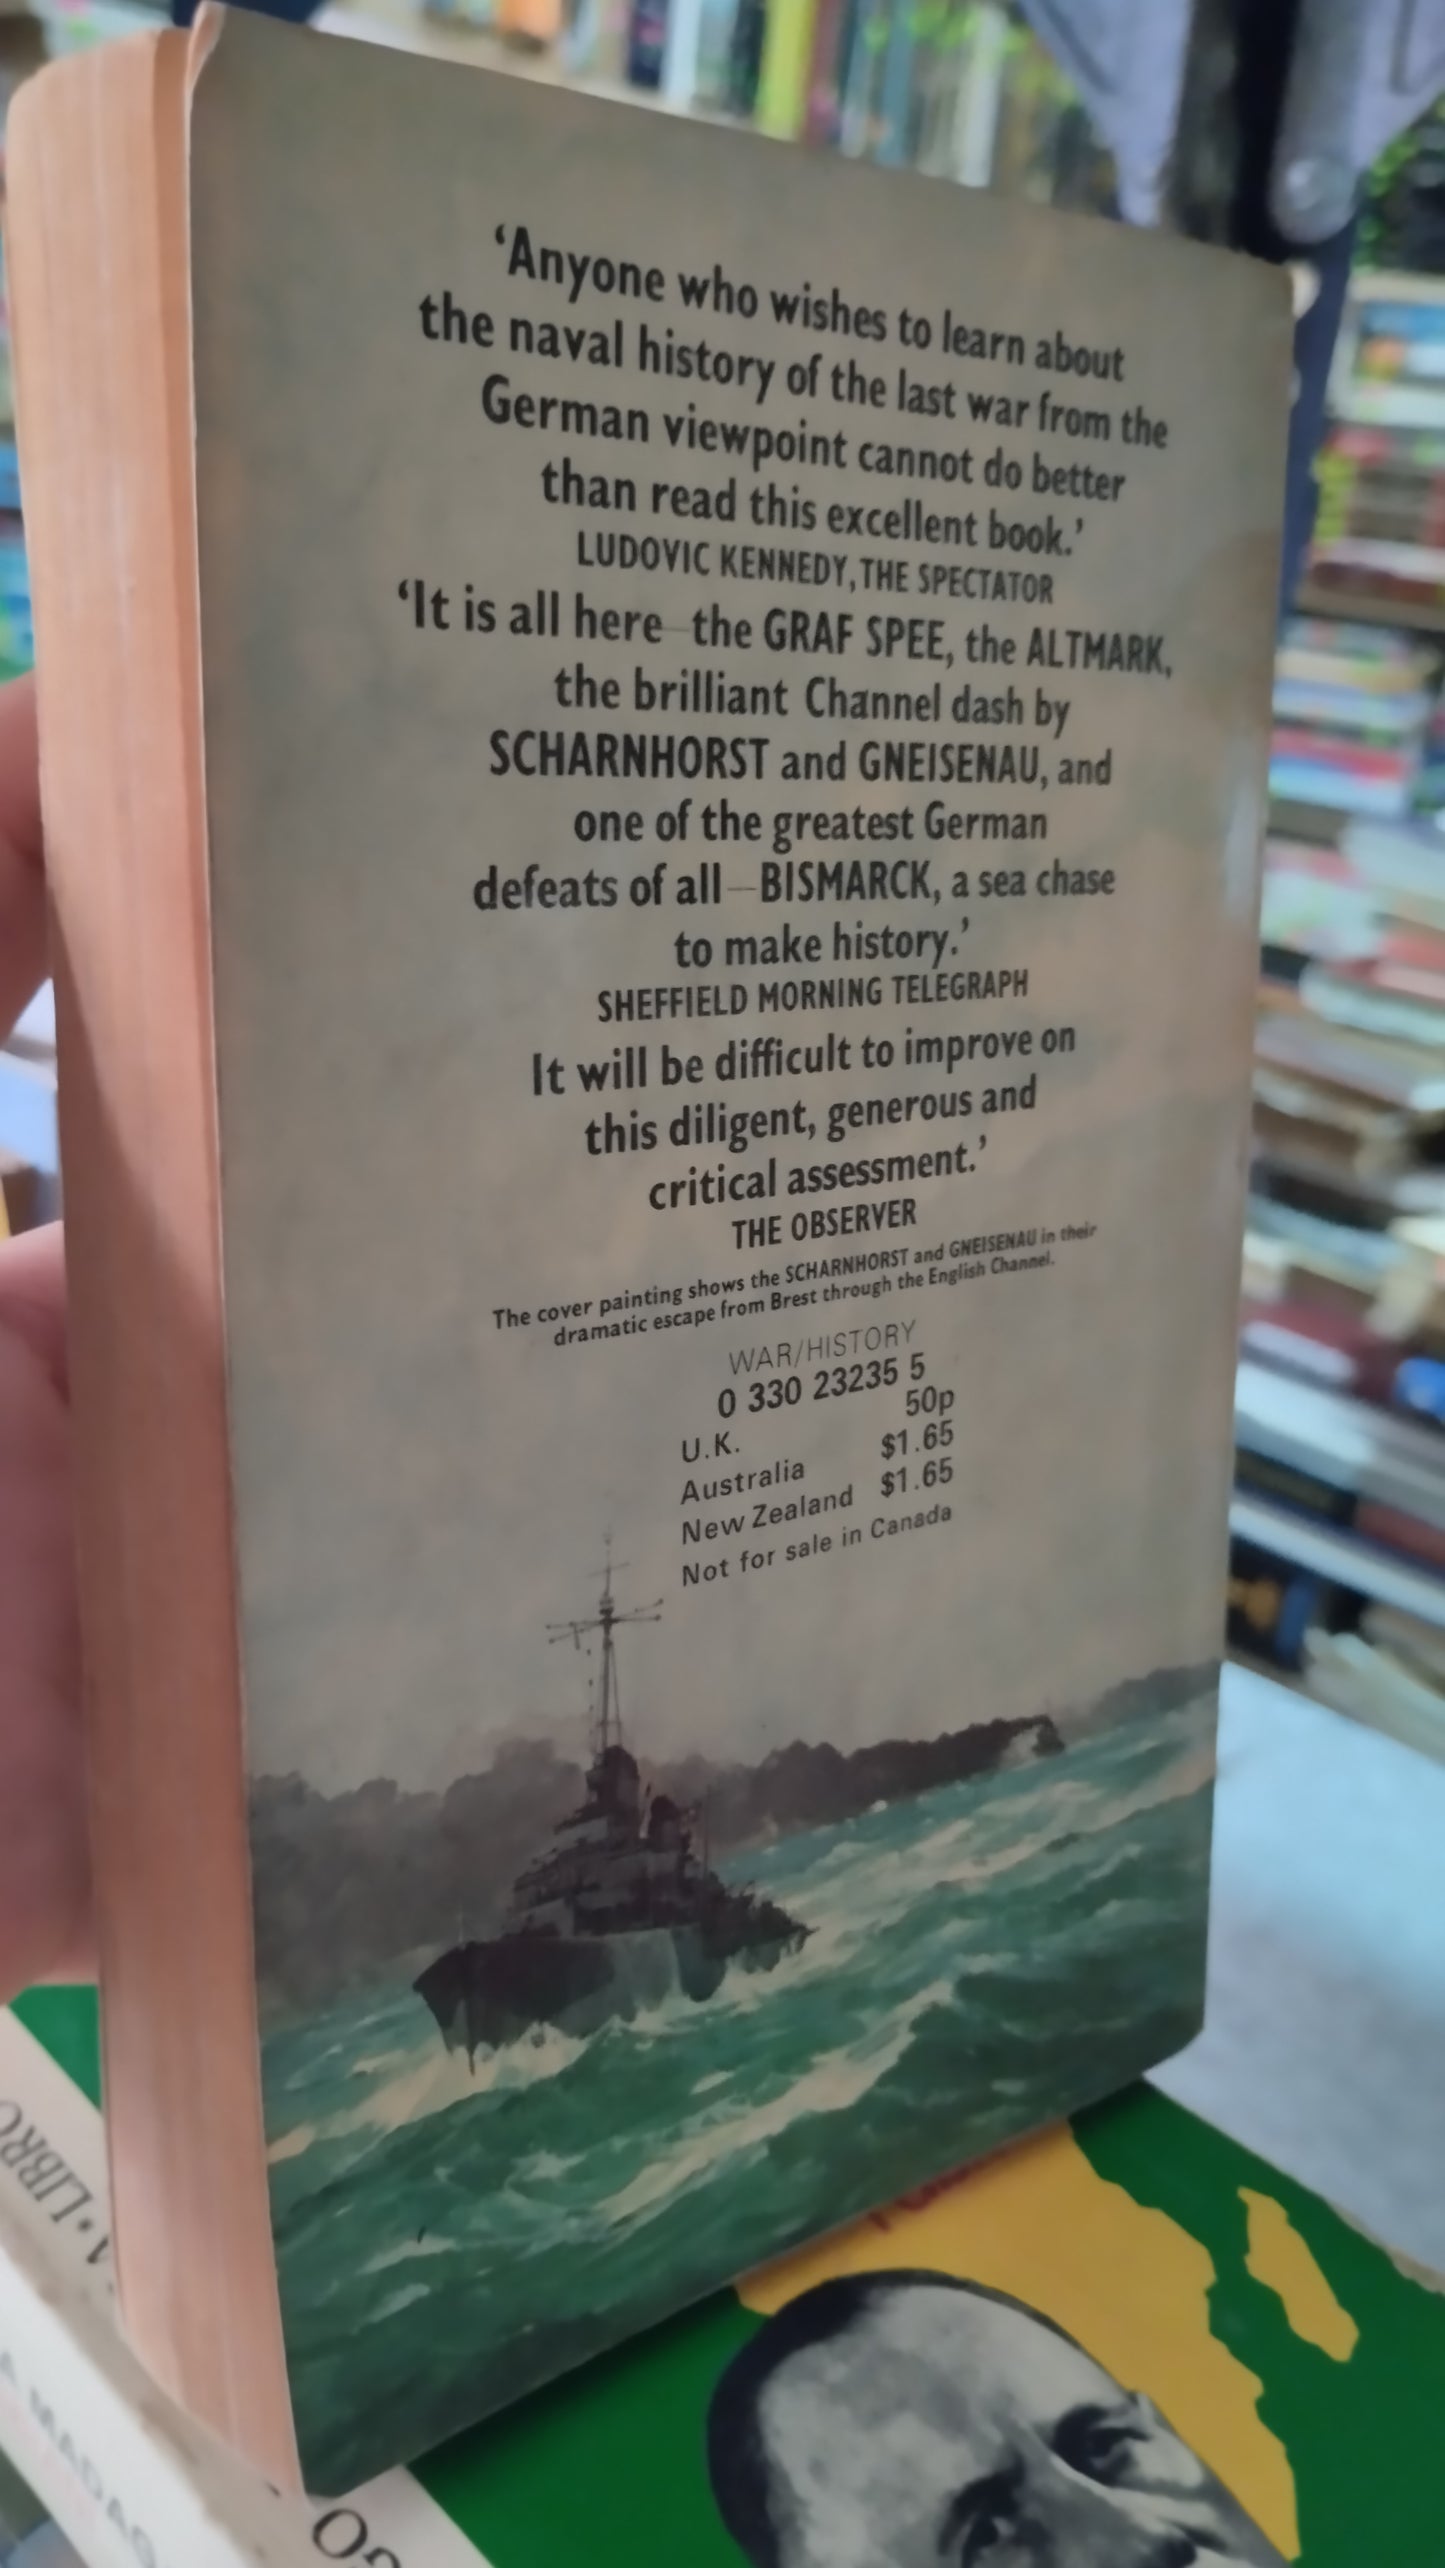 ‘Anyone who wishes to learn about
the naval history of the last war from the
German viewpoint cannot do better
than read this excellent book.’
LUDOVIC KENNEDY, THE SPECTATOR
‘It is all here—the GRAF SPEE, the ALTMARK,
the brilliant Channel dash by
SCHARNHORST and GNEISENAU, and
one of the greatest German
defeats of all—BISMARCK, a sea chase
to make history.’
SHEFFIELD MORNING TELEGRAPH
It will be difficult to improve on
this diligent, generous and
critical assessment.’
THE OBSERVER
The cover painting shows the SCHARNHORST and GNEISENAU in their
dramatic escape from Brest through the English Channel.
WAR/HISTORY
0 330 23235 5
U.K. 50p
Australia $1.65
New Zealand $1.65
Not for sale in Canada
LIBRO